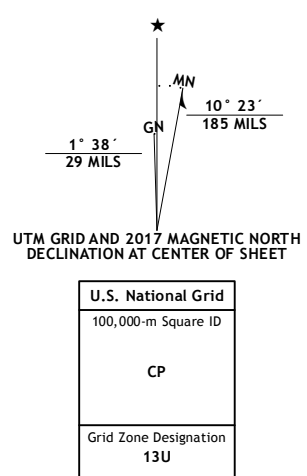 ★
MN
GN
10° 23´
185 MILS
1° 38´
29 MILS
UTM GRID AND 2017 MAGNETIC NORTH
DECLINATION AT CENTER OF SHEET
U.S. National Grid
100,000-m Square ID
CP
Grid Zone Designation
13U